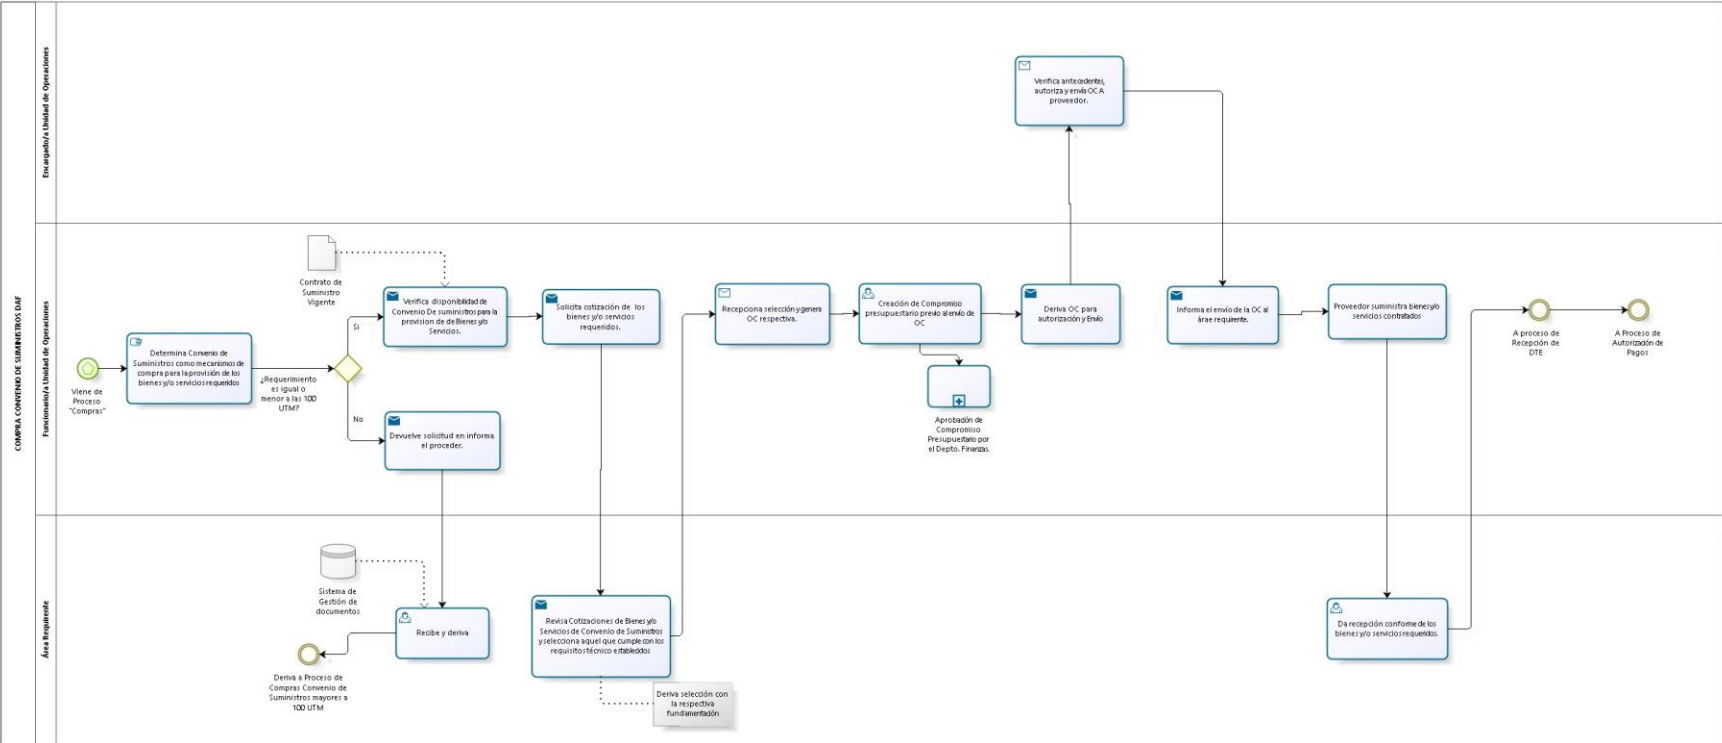 COMPRA CONVENIO DE SUMINISTROS DAF
Encargado/a Unidad de Operaciones
Verifica antecedentes,
autoriza y envía OC A
proveedor.
Funcionario/a Unidad de Operaciones
Viene de
Proceso
"Compras"
Determina Convenio de
Suministros como mecanismos de
compra para la provisión de los
bienes y/o servicios requeridos
¿Requerimiento
es igual o
menor a las 100
UTM?
Si
No
Contrato de
Suministro
Vigente
Verifica disponibilidad de
Convenio De suministros para la
provision de de Bienes y/o
Servicios.
Devuelve solicitud en informa
el proceder.
Solicita cotización de los
bienes y/o servicios
requeridos.
Recepciona selección y genera
OC respectiva.
Creación de Compromiso
presupuestario previo al envío de
OC
Aprobación de
Compromiso
Presupuestario por
el Depto. Finanzas.
Deriva OC para
autorización y Envío
Informa el envío de la OC al
árae requirente.
Proveedor suministra bienes y/o
servicios contratados
A proceso de
Recepción de
DTE
A Proceso de
Autorización de
Pagos
Área Requirente
Sistema de
Gestión de
documentos
Recibe y deriva
Deriva a Proceso de
Compras Convenio de
Suministros mayores a
100 UTM
Revisa Cotizaciones de Bienes y/o
Servicios de Convenio de Suministros
y selecciona aquel que cumple con los
requisitos técnico establecidos
Deriva selección con
la respectiva
fundamentación
Da recepción conforme de los
bienes y/o servicios requeridos.